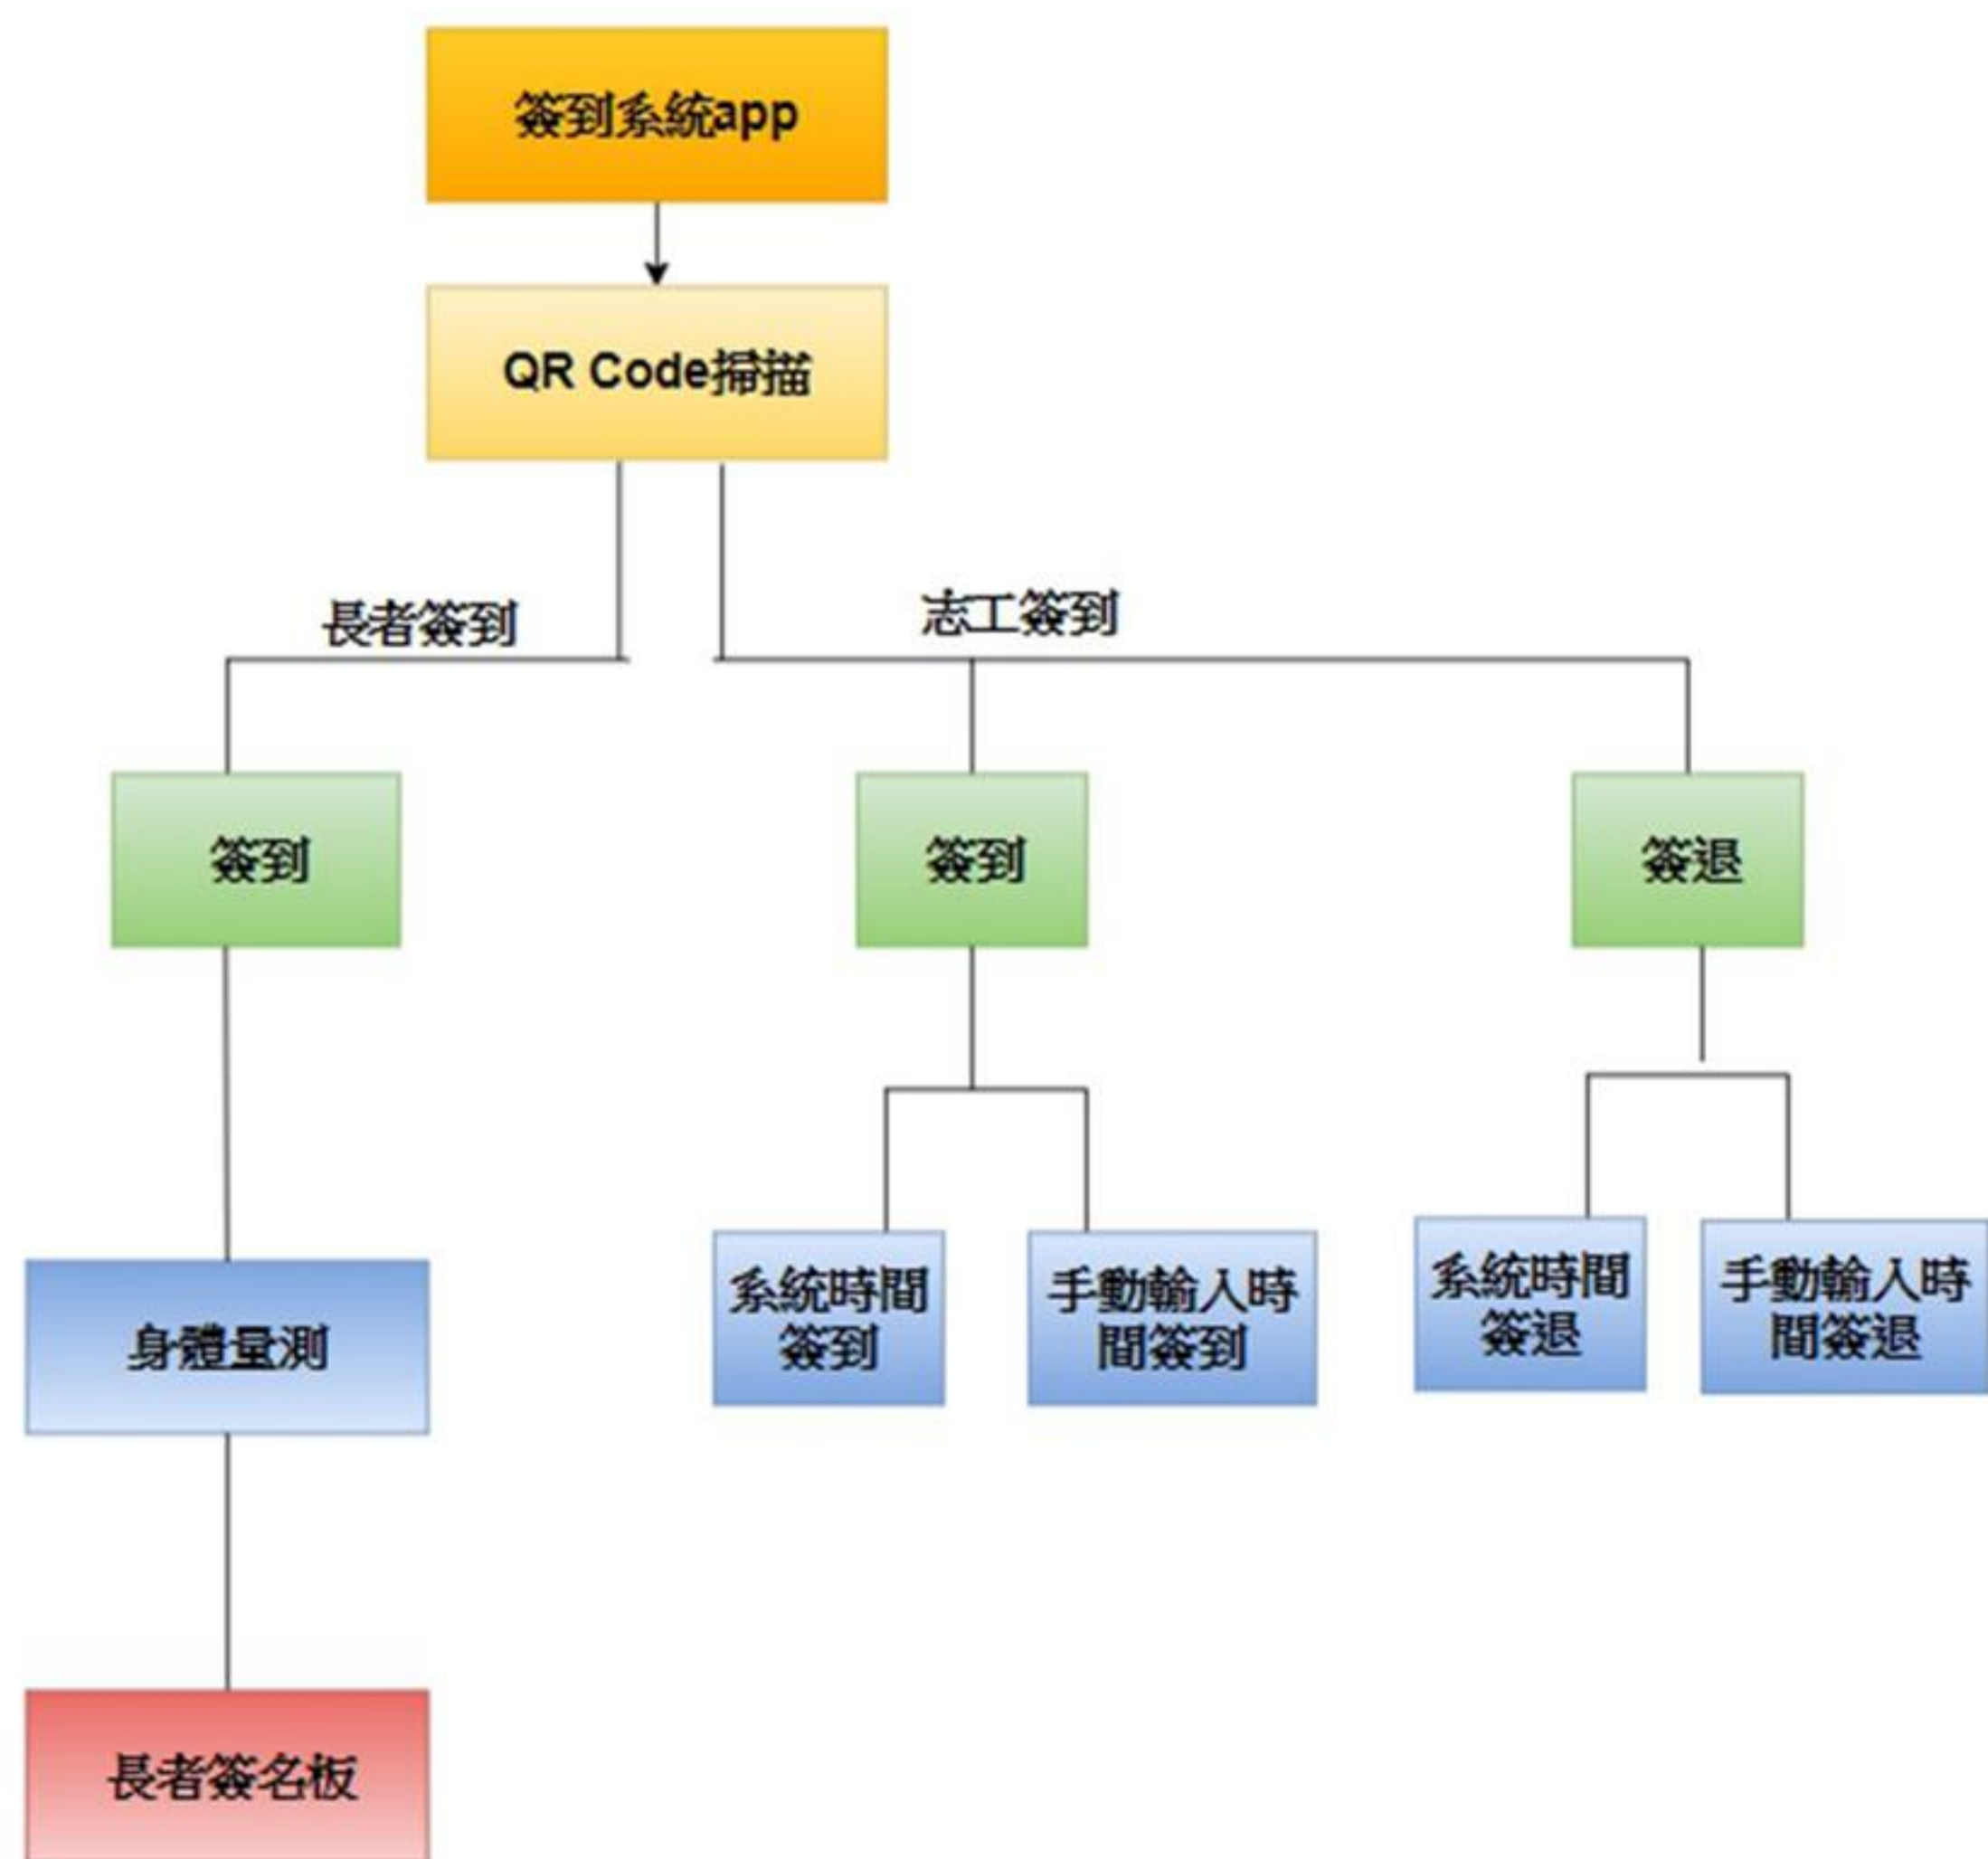 簽到系統app
QR Code掃描
長者簽到
志工簽到
簽到
簽到
簽退
系統時間
簽到
手動輸入時
間簽到
系統時間
簽退
手動輸入時
間簽退
身體量測
長者簽名板